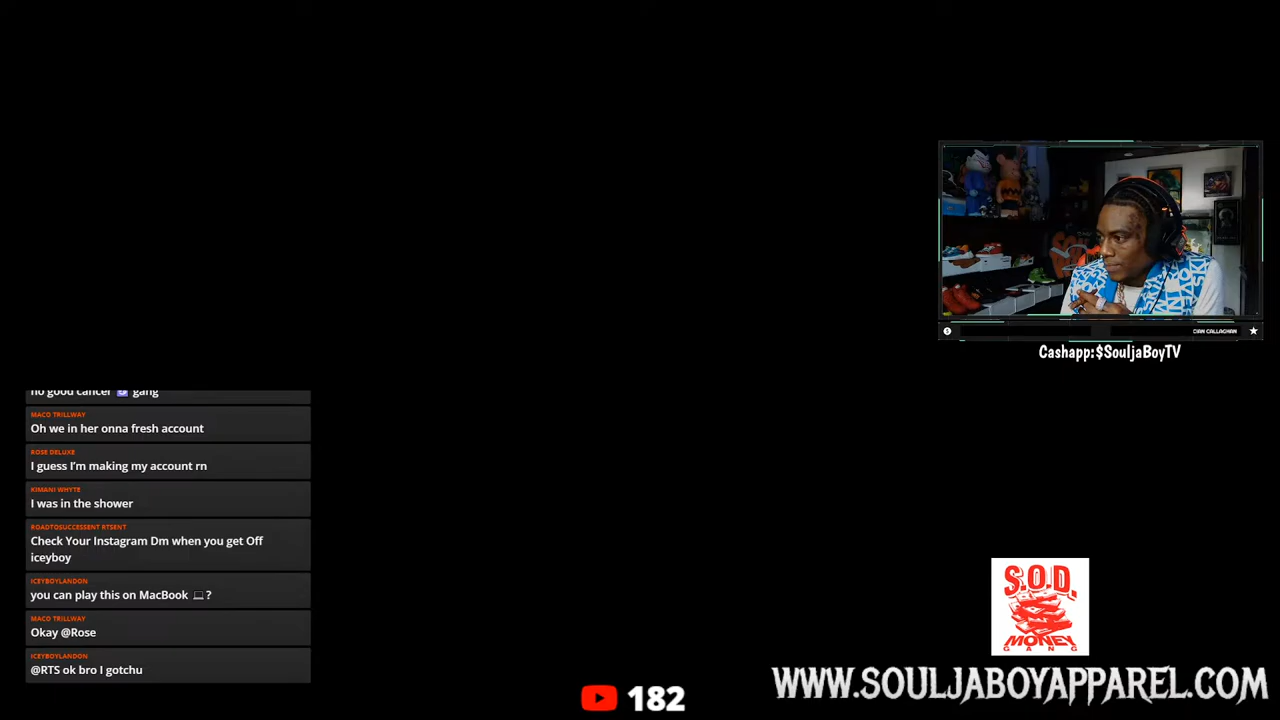 no good cancer ♋ gang
MACO TRILLWAY
Oh we in her onna fresh account
ROSE DELUXE
I guess I'm making my account rn
KIMANI WHYTE
I was in the shower
ROADTOSUCCESSENT RTSENT
Check Your Instagram Dm when you get Off
iceyboy
ICEYBOYLANDON
you can play this on MacBook 💻?
MACO TRILLWAY
Okay @Rose
ICEYBOYLANDON
@RTS ok bro I gotchu
CIAN CALLAGHAN
Cashapp:$SouljaBoyTV
S.O.D.
MONEY
GANG
182
WWW.SOULJABOYAPPAREL.COM